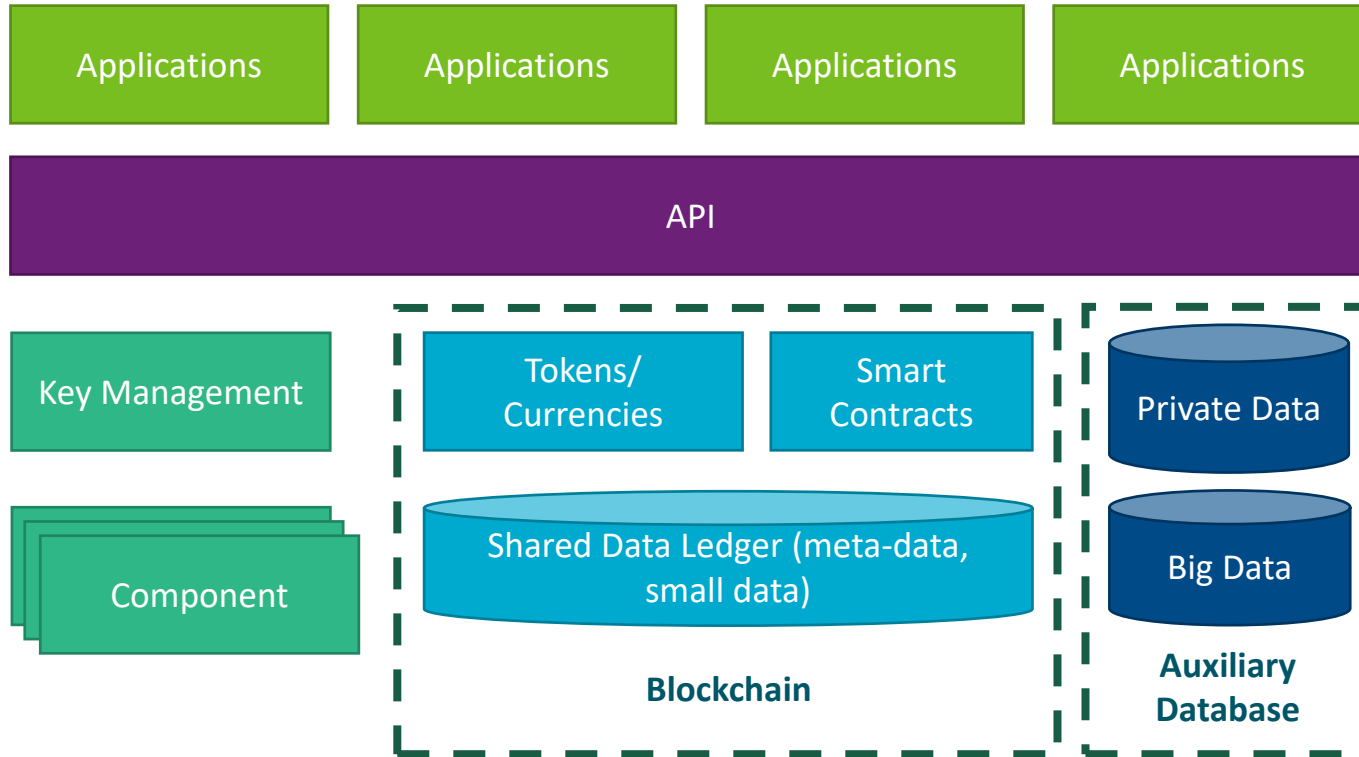 Applications
Applications
Applications
Applications
API
Key Management
Tokens/
Currencies
Smart
Contracts
Private Data
Component
Shared Data Ledger (meta-data,
small data)
Big Data
Blockchain
Auxiliary
Database